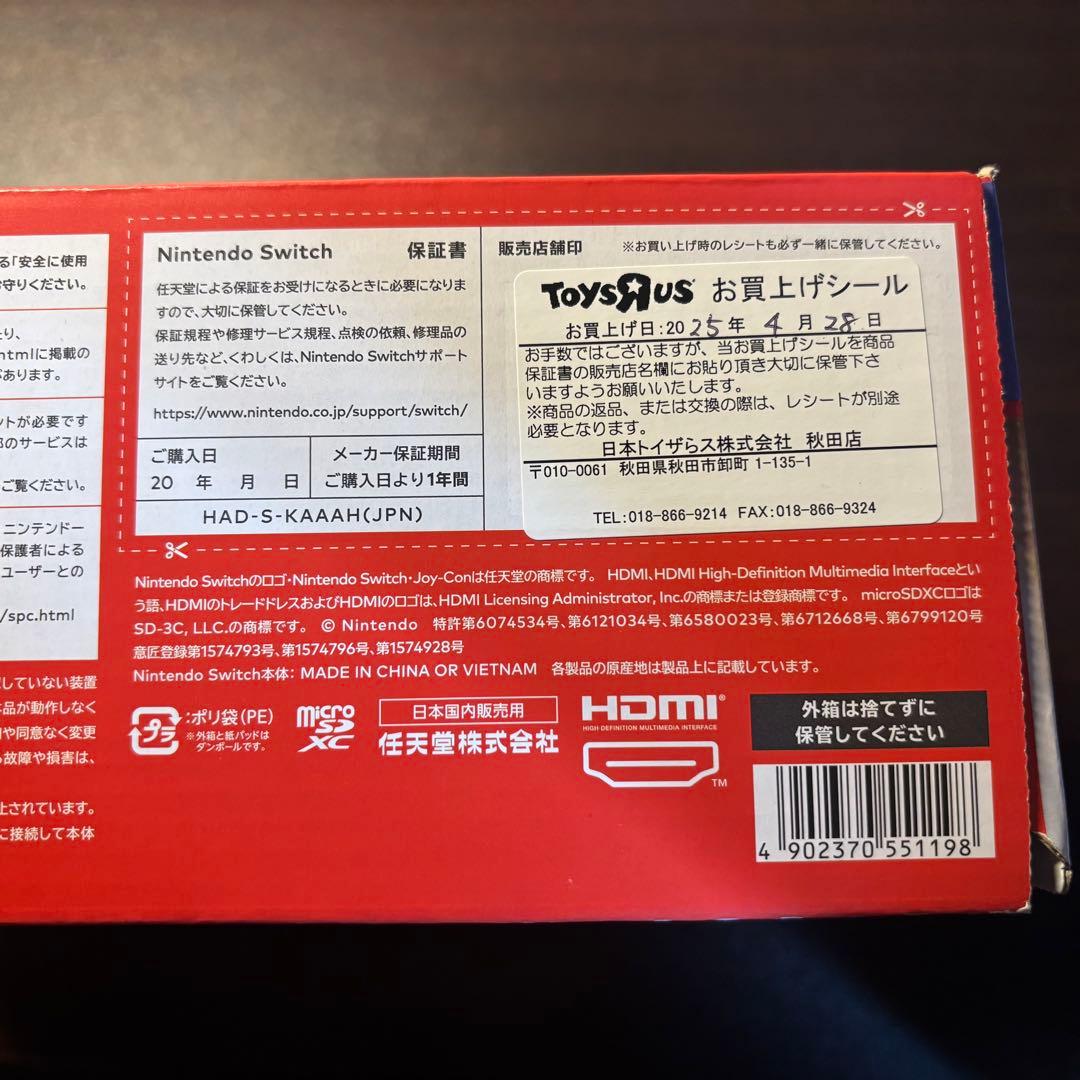 る「安全に使用
守りください。
たり、
htmlに掲載の
があります。
ントが必要です
部のサービスは
ご覧ください。
ニンテンドー
保護者による
ユーザーとの
/spc.html
していない装置
品が動作しなく
や同意なく変更
故障や損害は、
上されています。
に接続して本体
Nintendo Switch 保証書
任天堂による保証をお受けになるときに必要になりま
すので、大切に保管してください。
保証規程や修理サービス規程、点検の依頼、修理品の
送り先など、くわしくは、Nintendo Switchサポート
サイトをご覧ください。
https://www.nintendo.co.jp/support/switch/
ご購入日
20 年 月 日
メーカー保証期間
ご購入日より1年間
HAD-S-KAAAH(JPN)
販売店舗印 ※お買い上げ時のレシートも必ず一緒に保管してください。
TOYSRUS お買上げシール
お買上げ日:2025年 4月 28日
お手数ではございますが、当お買上げシールを商品
保証書の販売店名欄にお貼り頂き大切に保管下さ
いますようお願いいたします。
※商品の返品、または交換の際は、レシートが別途
必要となります。
日本トイザらス株式会社 秋田店
〒010-0061 秋田県秋田市卸町 1-135-1
TEL:018-866-9214 FAX:018-866-9324
Nintendo Switchのロゴ・Nintendo Switch・Joy-Conは任天堂の商標です。 HDMI、HDMI High-Definition Multimedia Interfaceとい
う語、HDMIのトレードドレスおよびHDMIのロゴは、HDMI Licensing Administrator, Inc.の商標または登録商標です。 microSDXCロゴは
SD-3C, LLC.の商標です。 © Nintendo 特許第6074534号、第6121034号、第6580023号、第6712668号、第6799120号
意匠登録第1574793号、第1574796号、第1574928号
Nintendo Switch本体: MADE IN CHINA OR VIETNAM 各製品の原産地は製品上に記載しています。
プラ
:ポリ袋(PE)
※外箱と紙パッドは
ダンボールです。
micro
SD
XC
日本国内販売用
任天堂株式会社
HDMI®
HIGH-DEFINITION MULTIMEDIA INTERFACE
TM
外箱は捨てずに
保管してください
4 902370 551198